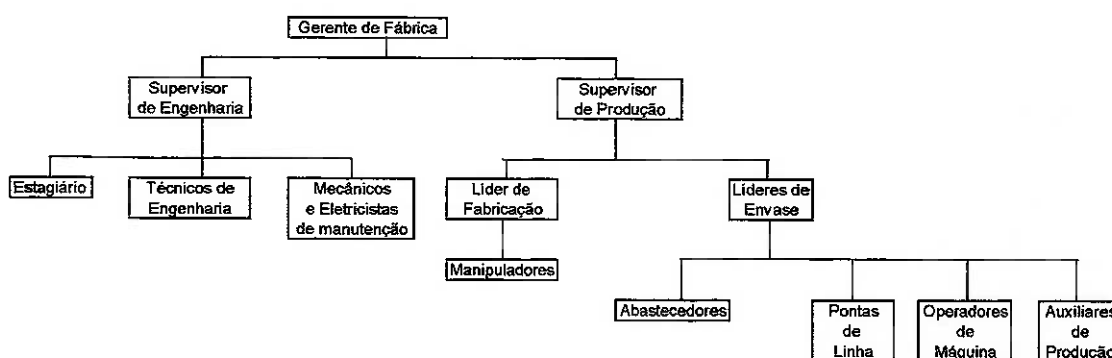 Gerente de Fábrica
Supervisor
de Engenharia
Supervisor
de Produção
Estagiário
Técnicos de
Engenharia
Mecânicos
e Eletricistas
de manutenção
Líder de
Fabricação
Líderes de
Envase
Manipuladores
Abastecedores
Pontas
de
Linha
Operadores
de
Máquina
Auxiliares
de
Produção